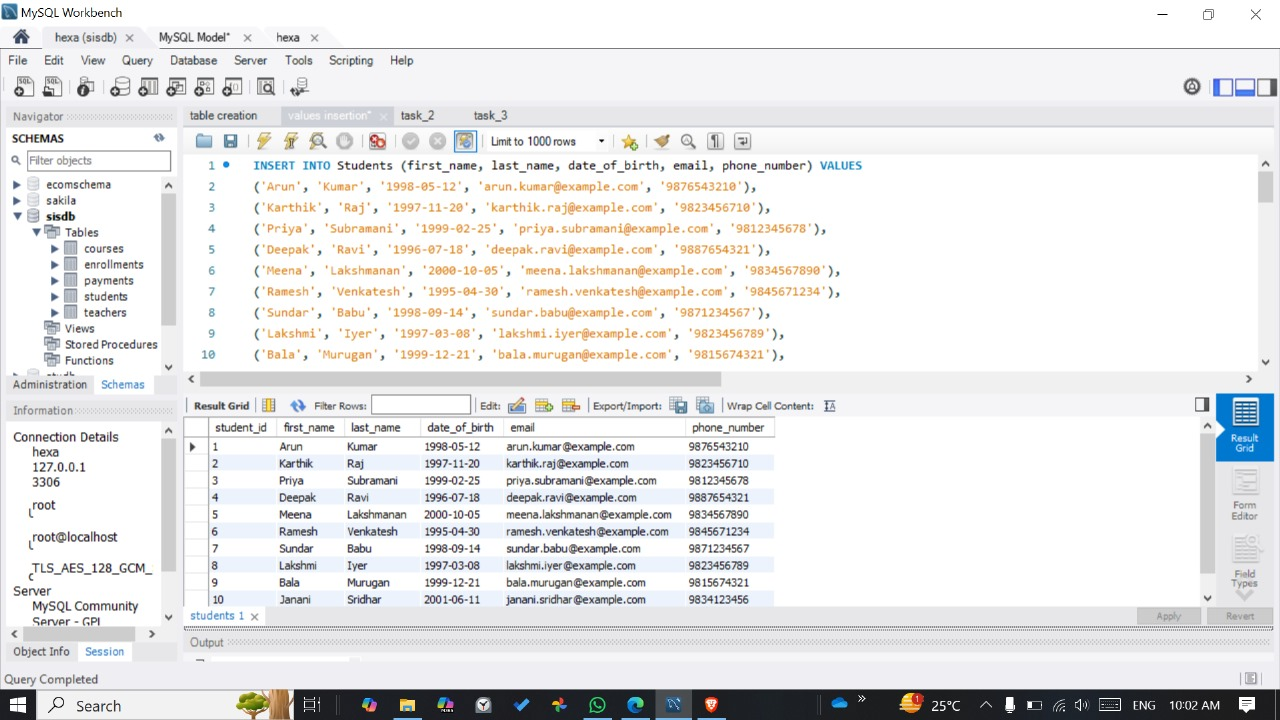 MySQL Workbench
hexa (sisdb)
MySQL Model*
hexa
File Edit View Query Database Server Tools Scripting Help
Navigator
SCHEMAS
Filter objects
ecomschema
sakila
sisdb
Tables
courses
enrollments
payments
students
teachers
Views
Stored Procedures
Functions
Administration Schemas
Information
Connection Details
hexa
127.0.0.1
3306
root
root@localhost
TLS_AES_128_GCM_
Server
MySQL Community
Server - GPL
Object Info Session
Query Completed
table creation values insertion* task_2 task_3
Limit to 1000 rows
1 INSERT INTO Students (first_name, last_name, date_of_birth, email, phone_number) VALUES
2 ('Arun', 'Kumar', '1998-05-12', 'arun.kumar@example.com', '9876543210'),
3 ('Karthik', 'Raj', '1997-11-20', 'karthik.raj@example.com', '9823456710'),
4 ('Priya', 'Subramani', '1999-02-25', 'priya.subramani@example.com', '9812345678'),
5 ('Deepak', 'Ravi', '1996-07-18', 'deepak.ravi@example.com', '9887654321'),
6 ('Meena', 'Lakshmanan', '2000-10-05', 'meena.lakshmanan@example.com', '9834567890'),
7 ('Ramesh', 'Venkatesh', '1995-04-30', 'ramesh.venkatesh@example.com', '9845671234'),
8 ('Sundar', 'Babu', '1998-09-14', 'sundar.babu@example.com', '9871234567'),
9 ('Lakshmi', 'Iyer', '1997-03-08', 'lakshmi.iyer@example.com', '9823456789'),
10 ('Bala', 'Murugan', '1999-12-21', 'bala.murugan@example.com', '9815674321'),
Result Grid Filter Rows: Edit: Export/Import: Wrap Cell Content:
student_id first_name last_name date_of_birth email phone_number
1 Arun Kumar 1998-05-12 arun.kumar@example.com 9876543210
2 Karthik Raj 1997-11-20 karthik.raj@example.com 9823456710
3 Priya Subramani 1999-02-25 priya.subramani@example.com 9812345678
4 Deepak Ravi 1996-07-18 deepak.ravi@example.com 9887654321
5 Meena Lakshmanan 2000-10-05 meena.lakshmanan@example.com 9834567890
6 Ramesh Venkatesh 1995-04-30 ramesh.venkatesh@example.com 9845671234
7 Sundar Babu 1998-09-14 sundar.babu@example.com 9871234567
8 Lakshmi Iyer 1997-03-08 lakshmi.iyer@example.com 9823456789
9 Bala Murugan 1999-12-21 bala.murugan@example.com 9815674321
10 Janani Sridhar 2001-06-11 janani.sridhar@example.com 9834123456
Result
Grid
Form
Editor
Field
Types
students 1
Apply Revert
Output
Search
1
25°C
ENG
10:02 AM